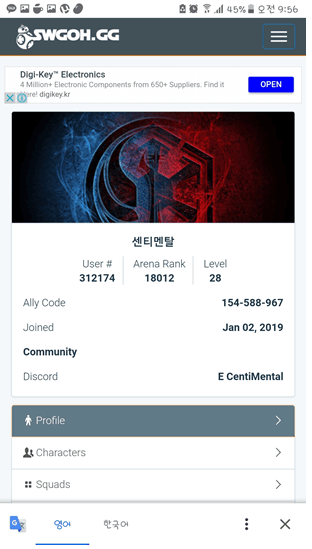 45% 오전 9:56
SWGOH.GG
Digi-Key™ Electronics
4 Million+ Electronic Components from 650+ Suppliers. Find it
Here! digikey.kr
OPEN
센티멘탈
User # Arena Rank Level
312174 18012 28
Ally Code 154-588-967
Joined Jan 02, 2019
Community
Discord E CentiMental
Profile
Characters
Squads
영어 한국어